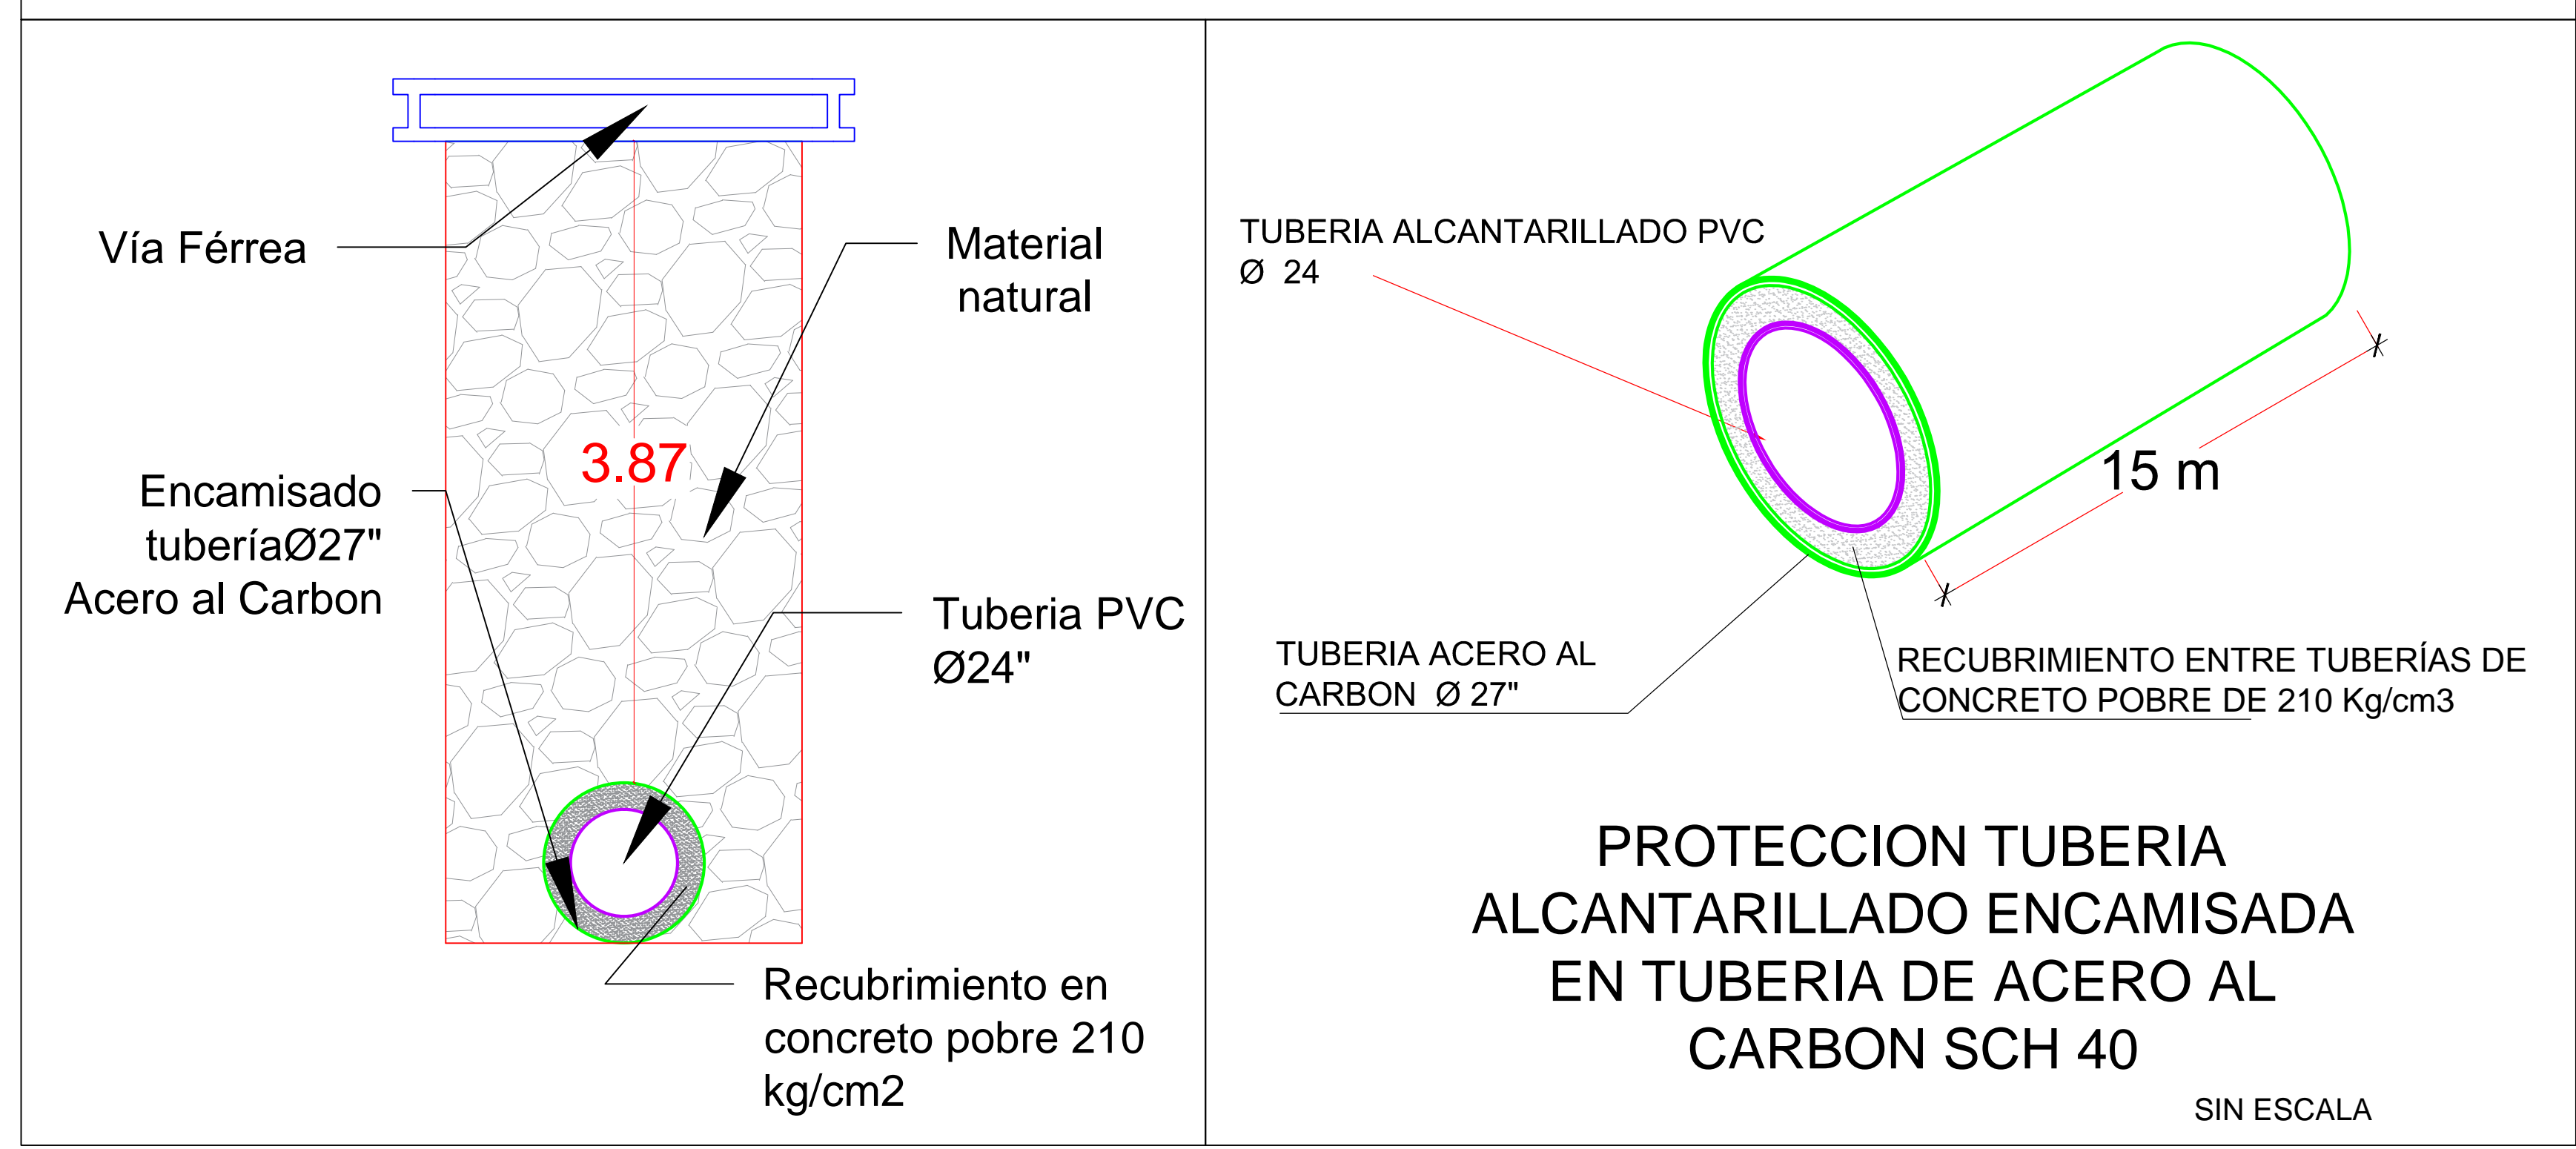 Vía Férrea
Material
natural
3.87
Encamisado
tuberíaØ27"
Acero al Carbon
Tuberia PVC
Ø24"
Recubrimiento en
concreto pobre 210
kg/cm2
TUBERIA ALCANTARILLADO PVC
Ø 24
15 m
TUBERIA ACERO AL
CARBON Ø 27"
RECUBRIMIENTO ENTRE TUBERÍAS DE
CONCRETO POBRE DE 210 Kg/cm3
PROTECCION TUBERIA
ALCANTARILLADO ENCAMISADA
EN TUBERIA DE ACERO AL
CARBON SCH 40
SIN ESCALA